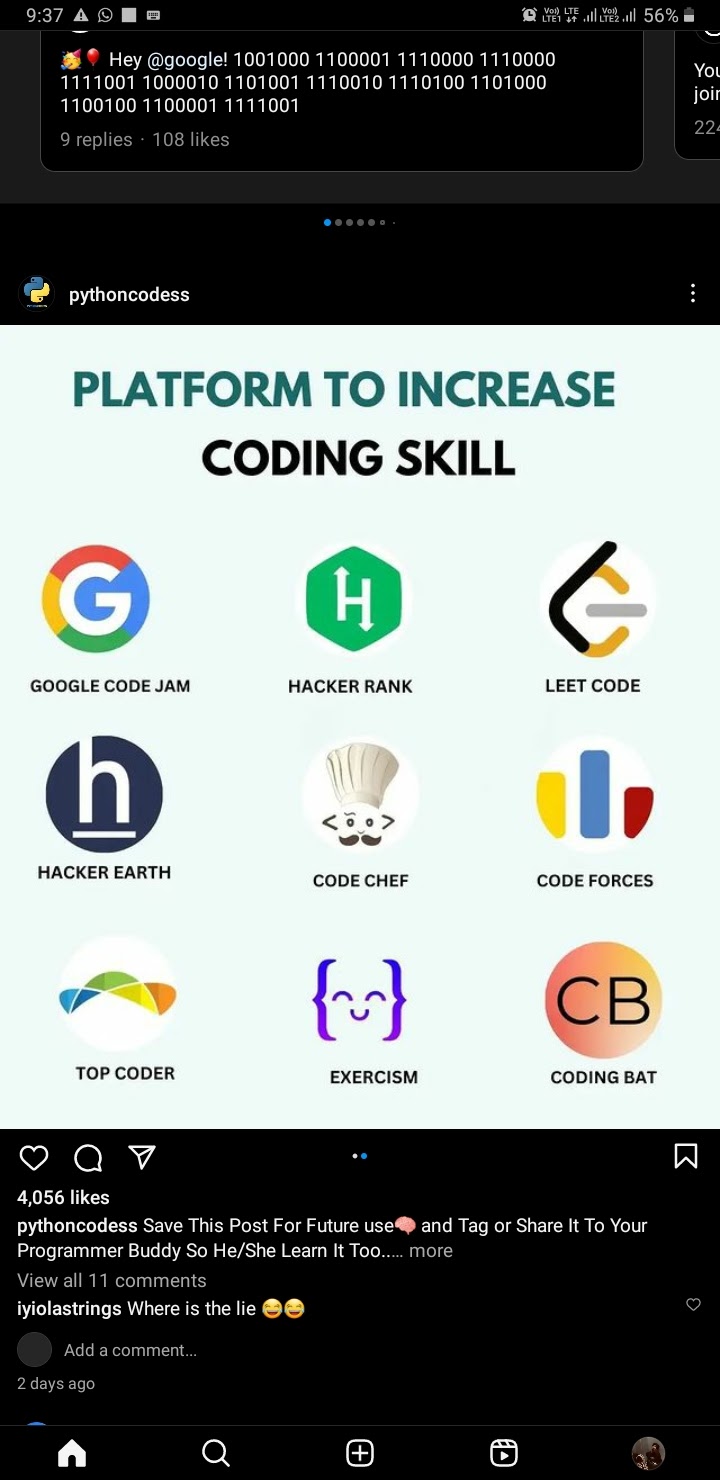 9:37 Vo) LTE Vo) 56%
LTE1 LTE2
🥳🎈 Hey @google! 1001000 1100001 1110000 1110000
1111001 1000010 1101001 1110010 1110100 1101000
1100100 1100001 1111001
9 replies · 108 likes
You
join
224
pythoncodess
PLATFORM TO INCREASE
CODING SKILL
G H
GOOGLE CODE JAM HACKER RANK LEET CODE
h
HACKER EARTH CODE CHEF CODE FORCES
CB
TOP CODER EXERCISM CODING BAT
4,056 likes
pythoncodess Save This Post For Future use🧠 and Tag or Share It To Your
Programmer Buddy So He/She Learn It Too..... more
View all 11 comments
iyiolastrings Where is the lie 😂😂
Add a comment...
2 days ago